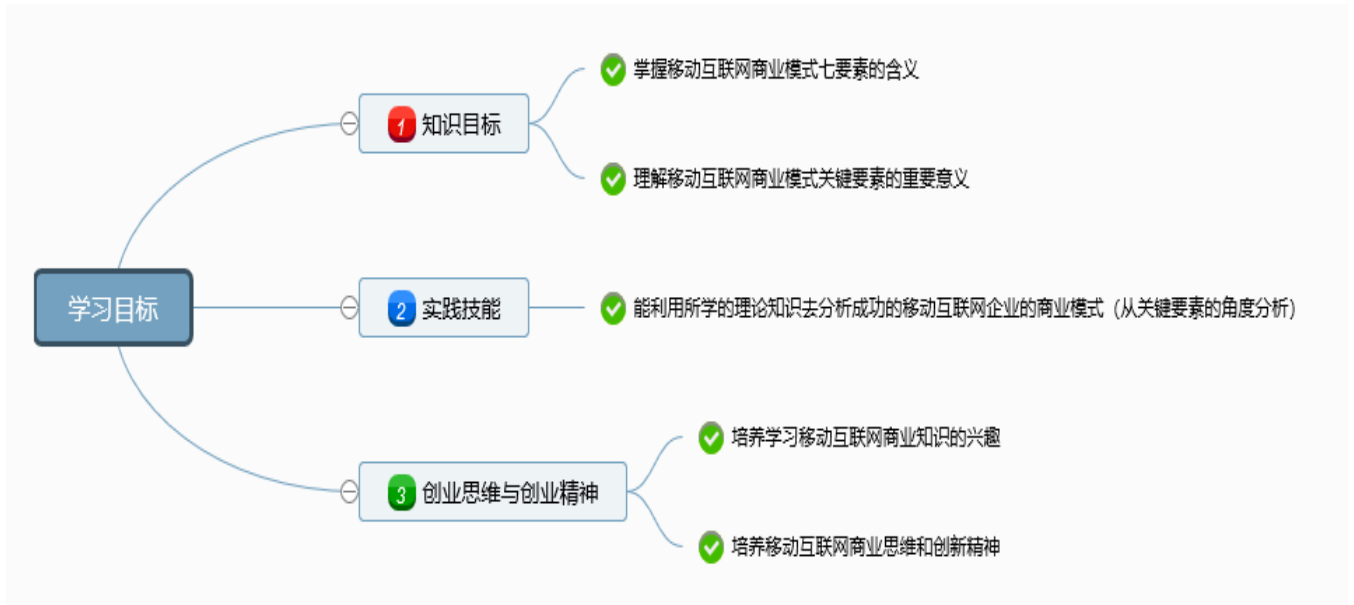 学习目标
1 知识目标
掌握移动互联网商业模式七要素的含义
理解移动互联网商业模式关键要素的重要意义
2 实践技能
能利用所学的理论知识去分析成功的移动互联网企业的商业模式（从关键要素的角度分析）
3 创业思维与创业精神
培养学习移动互联网商业知识的兴趣
培养移动互联网商业思维和创新精神